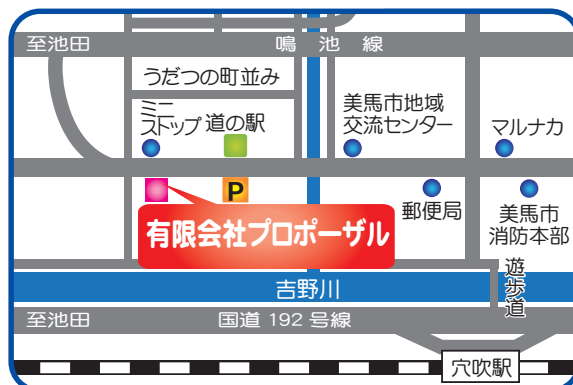 至池田
鳴池線
うだつの町並み
ミニ
ストップ
道の駅
美馬市地域
交流センター
マルナカ
P
有限会社プロポーザル
郵便局
美馬市
消防本部
遊歩道
吉野川
至池田
国道192号線
穴吹駅